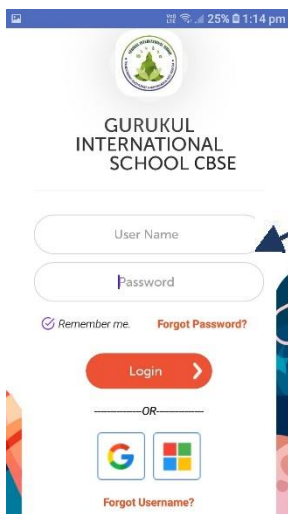 25% 1:14 pm
GURUKUL
INTERNATIONAL
SCHOOL CBSE
User Name
Password
Remember me. Forgot Password?
Login
-OR-
Forgot Username?